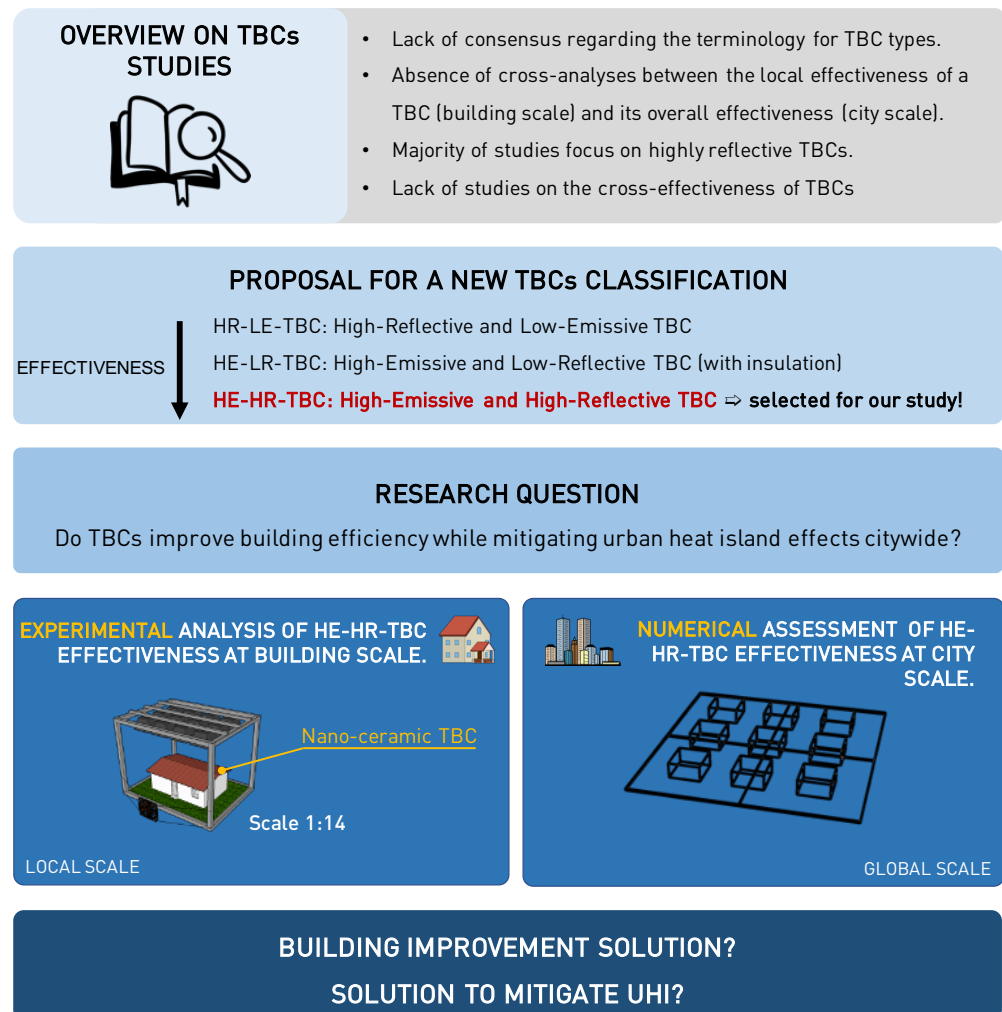 OVERVIEW ON TBCs
STUDIES
• Lack of consensus regarding the terminology for TBC types.
• Absence of cross-analyses between the local effectiveness of a
TBC (building scale) and its overall effectiveness (city scale).
• Majority of studies focus on highly reflective TBCs.
• Lack of studies on the cross-effectiveness of TBCs
PROPOSAL FOR A NEW TBCs CLASSIFICATION
EFFECTIVENESS
HR-LE-TBC: High-Reflective and Low-Emissive TBC
HE-LR-TBC: High-Emissive and Low-Reflective TBC (with insulation)
HE-HR-TBC: High-Emissive and High-Reflective TBC ⇨ selected for our study!
RESEARCH QUESTION
Do TBCs improve building efficiency while mitigating urban heat island effects citywide?
EXPERIMENTAL ANALYSIS OF HE-HR-TBC
EFFECTIVENESS AT BUILDING SCALE.
Nano-ceramic TBC
Scale 1:14
LOCAL SCALE
NUMERICAL ASSESSMENT OF HE-
HR-TBC EFFECTIVENESS AT CITY
SCALE.
GLOBAL SCALE
BUILDING IMPROVEMENT SOLUTION?
SOLUTION TO MITIGATE UHI?